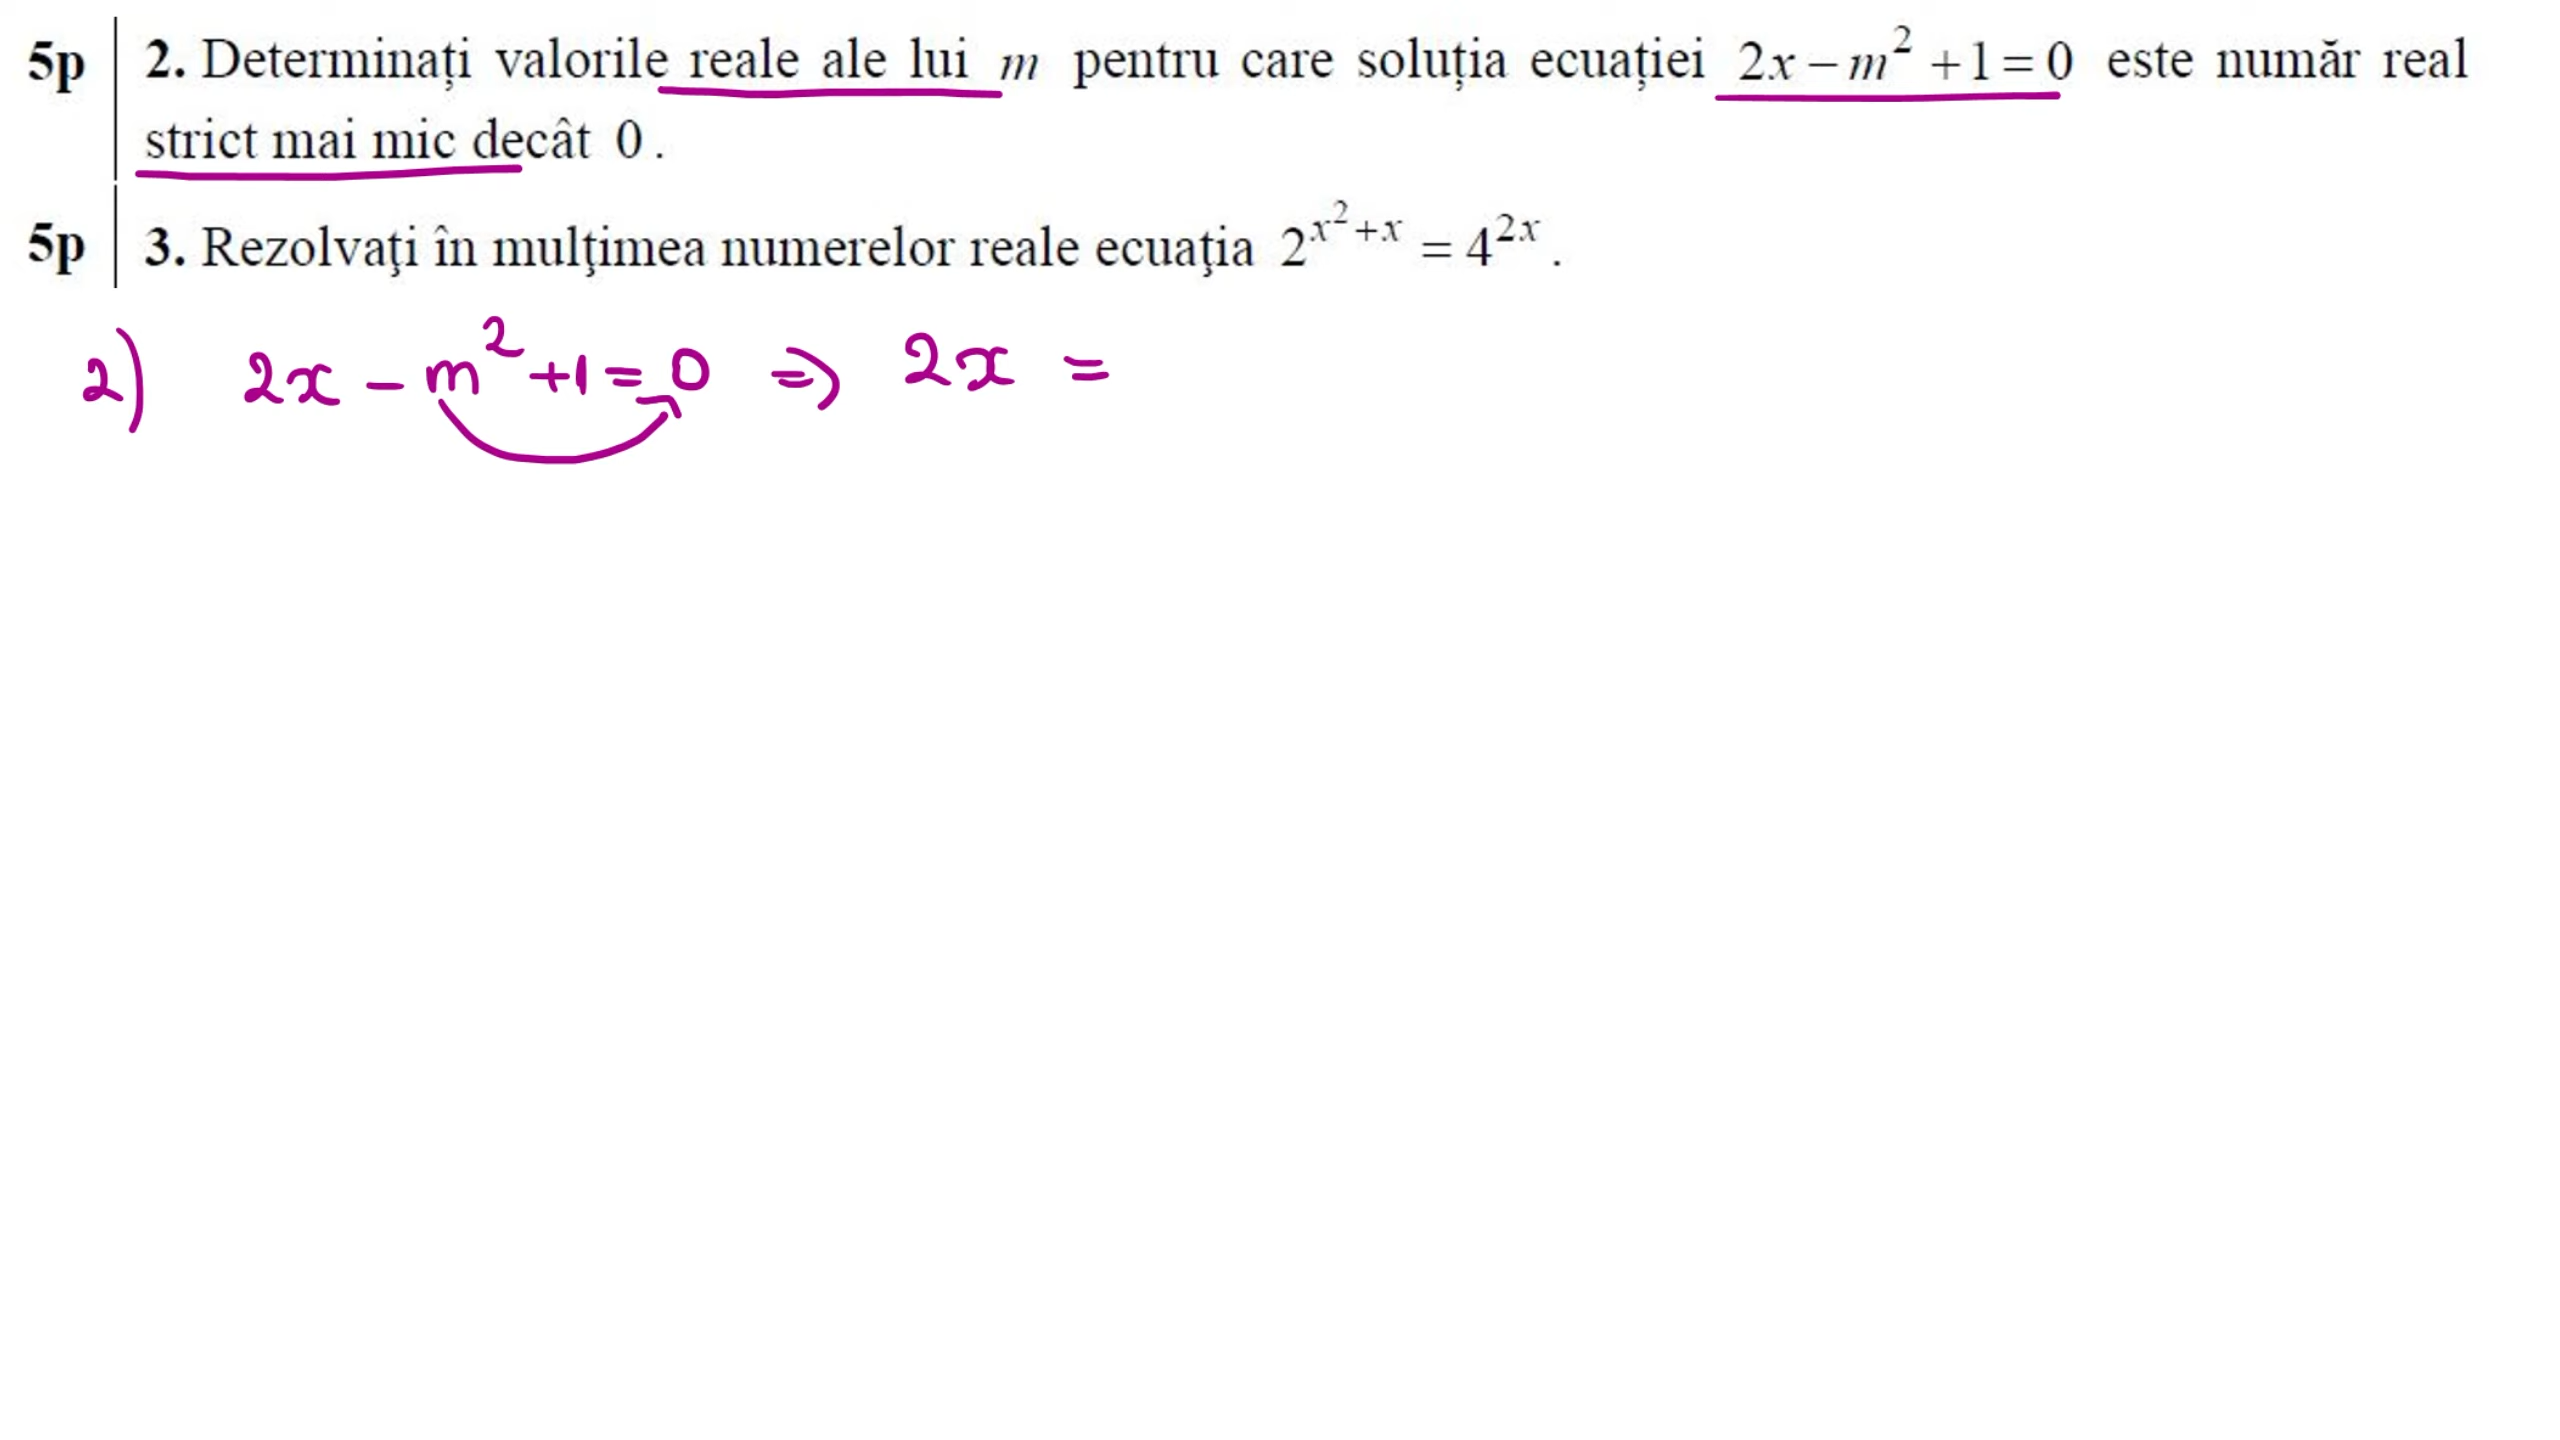 5p 2. Determinați valorile reale ale lui m pentru care soluția ecuației 2x − m² + 1 = 0 este număr real
strict mai mic decât 0.
5p 3. Rezolvaţi în mulţimea numerelor reale ecuaţia 2^(x²+x) = 4^(2x).
2) 2x − m² + 1 = 0 ⇒ 2x =